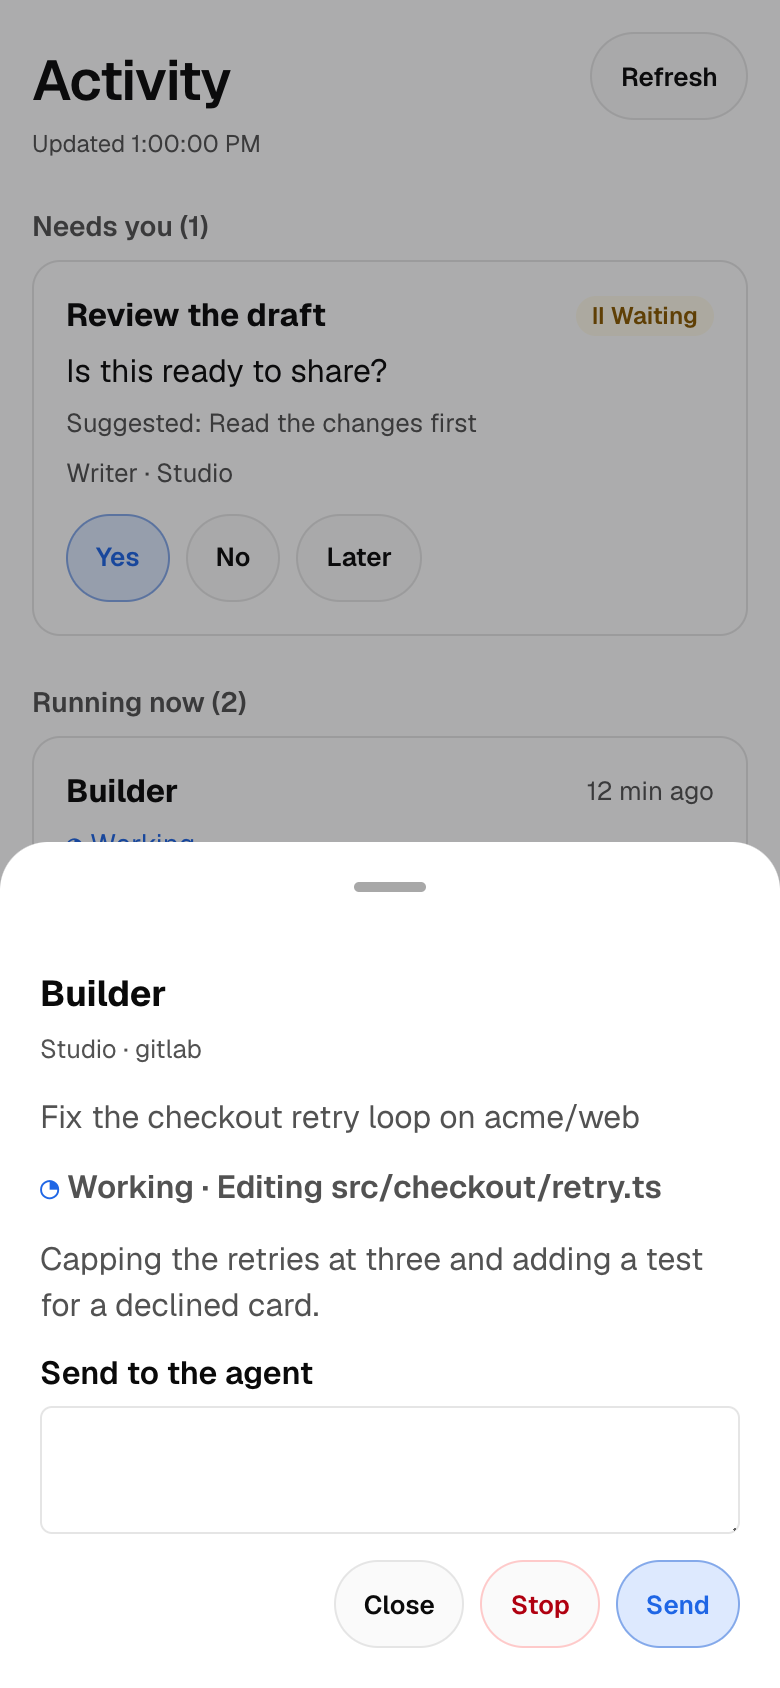 Activity
Refresh
Updated 1:00:00 PM
Needs you (1)
Review the draft
II Waiting
Is this ready to share?
Suggested: Read the changes first
Writer · Studio
Yes
No
Later
Running now (2)
Builder
12 min ago
Working
Builder
Studio · gitlab
Fix the checkout retry loop on acme/web
Working · Editing src/checkout/retry.ts
Capping the retries at three and adding a test
for a declined card.
Send to the agent
Close
Stop
Send